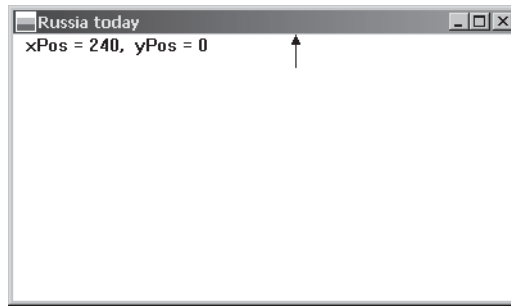 Russia today
xPos = 240, yPos = 0